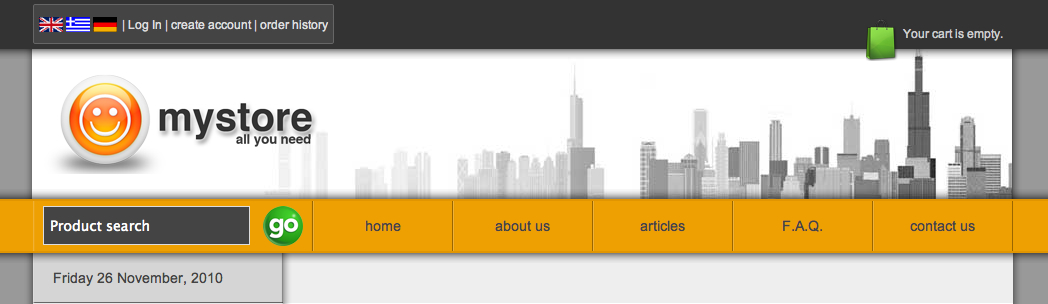 | Log In | create account | order history
Your cart is empty.
mystore
all you need
Product search
go
home
about us
articles
F.A.Q.
contact us
Friday 26 November, 2010